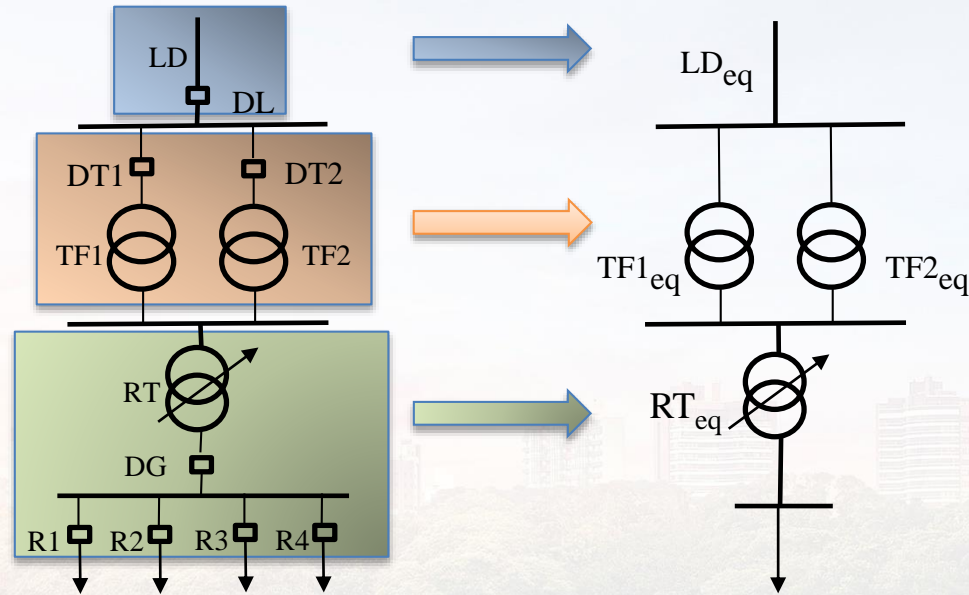 LD
DL
DT1
DT2
TF1
TF2
RT
DG
R1
R2
R3
R4
LDeq
TF1eq
TF2eq
RTeq